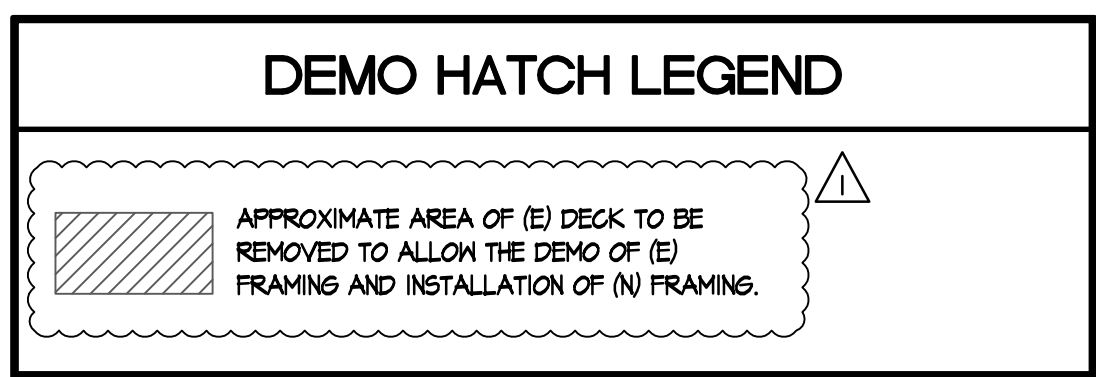 DEMO HATCH LEGEND
1
APPROXIMATE AREA OF (E) DECK TO BE
REMOVED TO ALLOW THE DEMO OF (E)
FRAMING AND INSTALLATION OF (N) FRAMING.